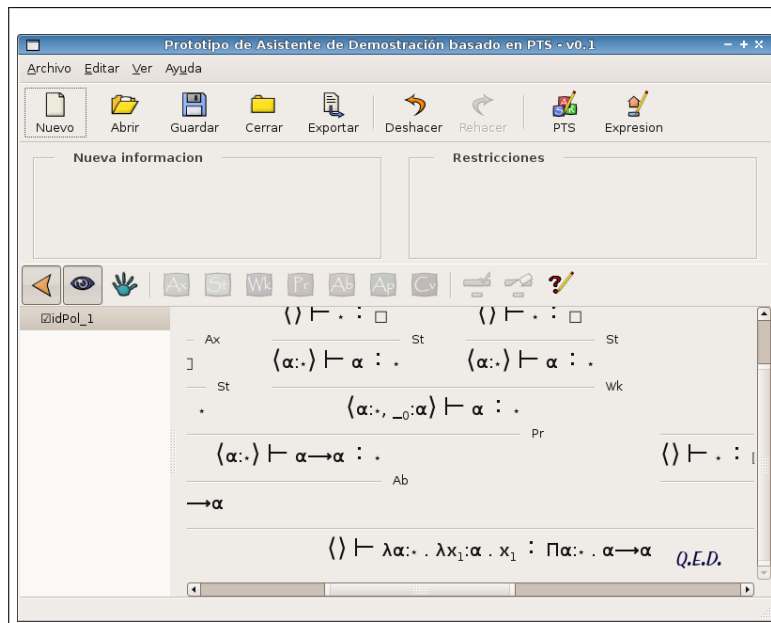 Prototipo de Asistente de Demostración basado en PTS - v0.1
Archivo Editar Ver Ayuda
Nuevo Abrir Guardar Cerrar Exportar Deshacer Rehacer PTS Expresion
Nueva informacion Restricciones
Ax St Wk Pr Ab Ap Cv
☑idPol_1
⟨⟩ ⊢ ⋆ : □ ⟨⟩ ⊢ ⋆ : □
Ax St St
□ ⟨α:⋆⟩ ⊢ α : ⋆ ⟨α:⋆⟩ ⊢ α : ⋆
St Wk
⋆ ⟨α:⋆, _₀:α⟩ ⊢ α : ⋆
Pr
⟨α:⋆⟩ ⊢ α⟶α : ⋆ ⟨⟩ ⊢ ⋆ : □
Ab
⟶α
⟨⟩ ⊢ λα:⋆ . λx₁:α . x₁ : Πα:⋆ . α⟶α Q.E.D.